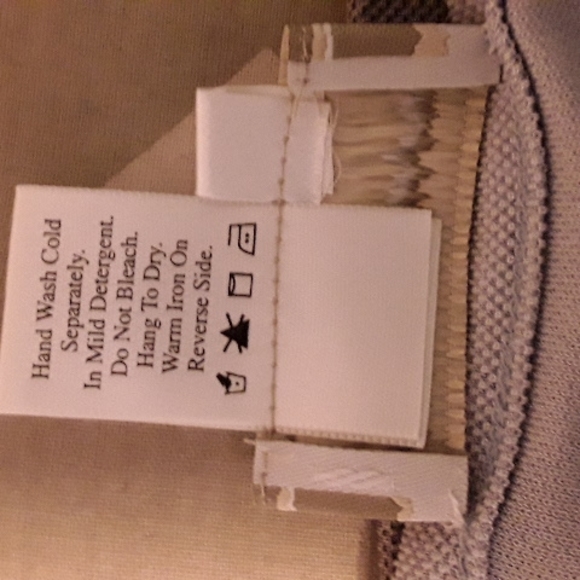 Hand Wash Cold
Separately.
In Mild Detergent.
Do Not Bleach.
Hang To Dry.
Warm Iron On
Reverse Side.